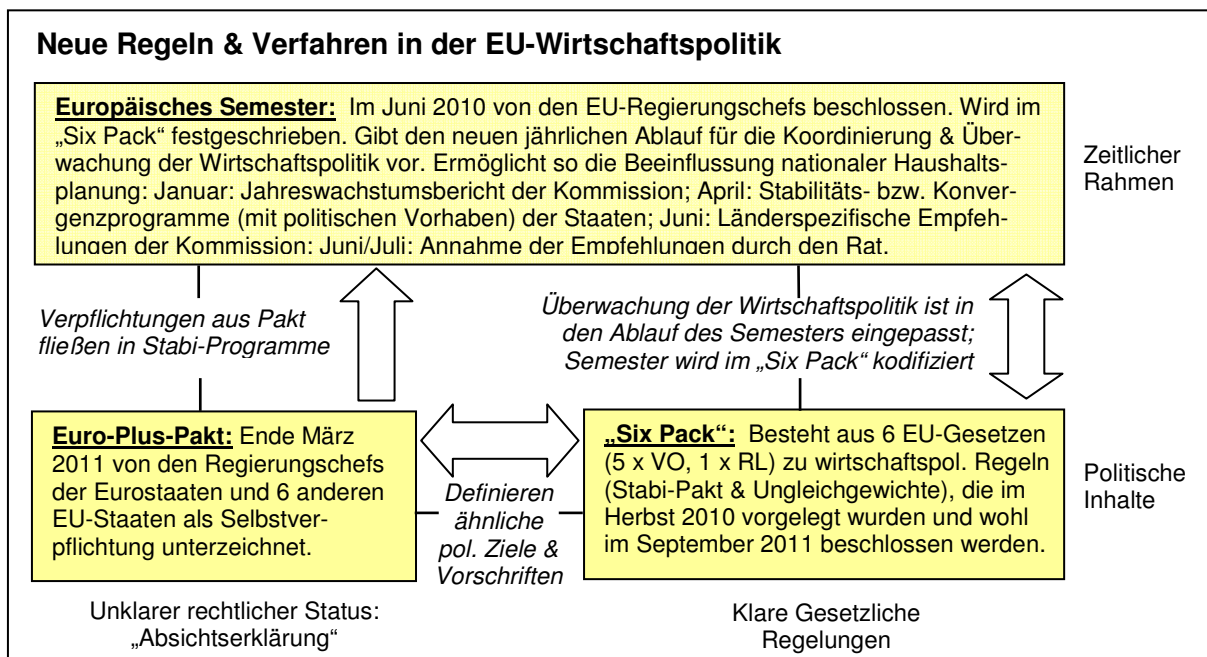 Neue Regeln & Verfahren in der EU-Wirtschaftspolitik
Europäisches Semester: Im Juni 2010 von den EU-Regierungschefs beschlossen. Wird im
„Six Pack“ festgeschrieben. Gibt den neuen jährlichen Ablauf für die Koordinierung & Über-
wachung der Wirtschaftspolitik vor. Ermöglicht so die Beeinflussung nationaler Haushalts-
planung: Januar: Jahreswachstumsbericht der Kommission; April: Stabilitäts- bzw. Konver-
genzprogramme (mit politischen Vorhaben) der Staaten; Juni: Länderspezifische Empfeh-
lungen der Kommission: Juni/Juli: Annahme der Empfehlungen durch den Rat.
Zeitlicher
Rahmen
Verpflichtungen aus Pakt
fließen in Stabi-Programme
Überwachung der Wirtschaftspolitik ist in
den Ablauf des Semesters eingepasst;
Semester wird im „Six Pack“ kodifiziert
Euro-Plus-Pakt: Ende März
2011 von den Regierungschefs
der Eurostaaten und 6 anderen
EU-Staaten als Selbstver-
pflichtung unterzeichnet.
Definieren
ähnliche
pol. Ziele &
Vorschriften
„Six Pack“: Besteht aus 6 EU-Gesetzen
(5 x VO, 1 x RL) zu wirtschaftspol. Regeln
(Stabi-Pakt & Ungleichgewichte), die im
Herbst 2010 vorgelegt wurden und wohl
im September 2011 beschlossen werden.
Politische
Inhalte
Unklarer rechtlicher Status:
„Absichtserklärung“
Klare Gesetzliche
Regelungen